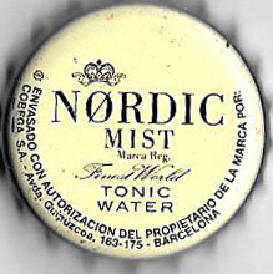 NØRDIC
MIST
Marca Reg.
Finest World
TONIC
WATER
® ENVASADO CON AUTORIZACION DEL PROPIETARIO DE LA MARCA POR:
COBEGA S.A. - Avda. Guipuzcoa, 163-175 - BARCELONA